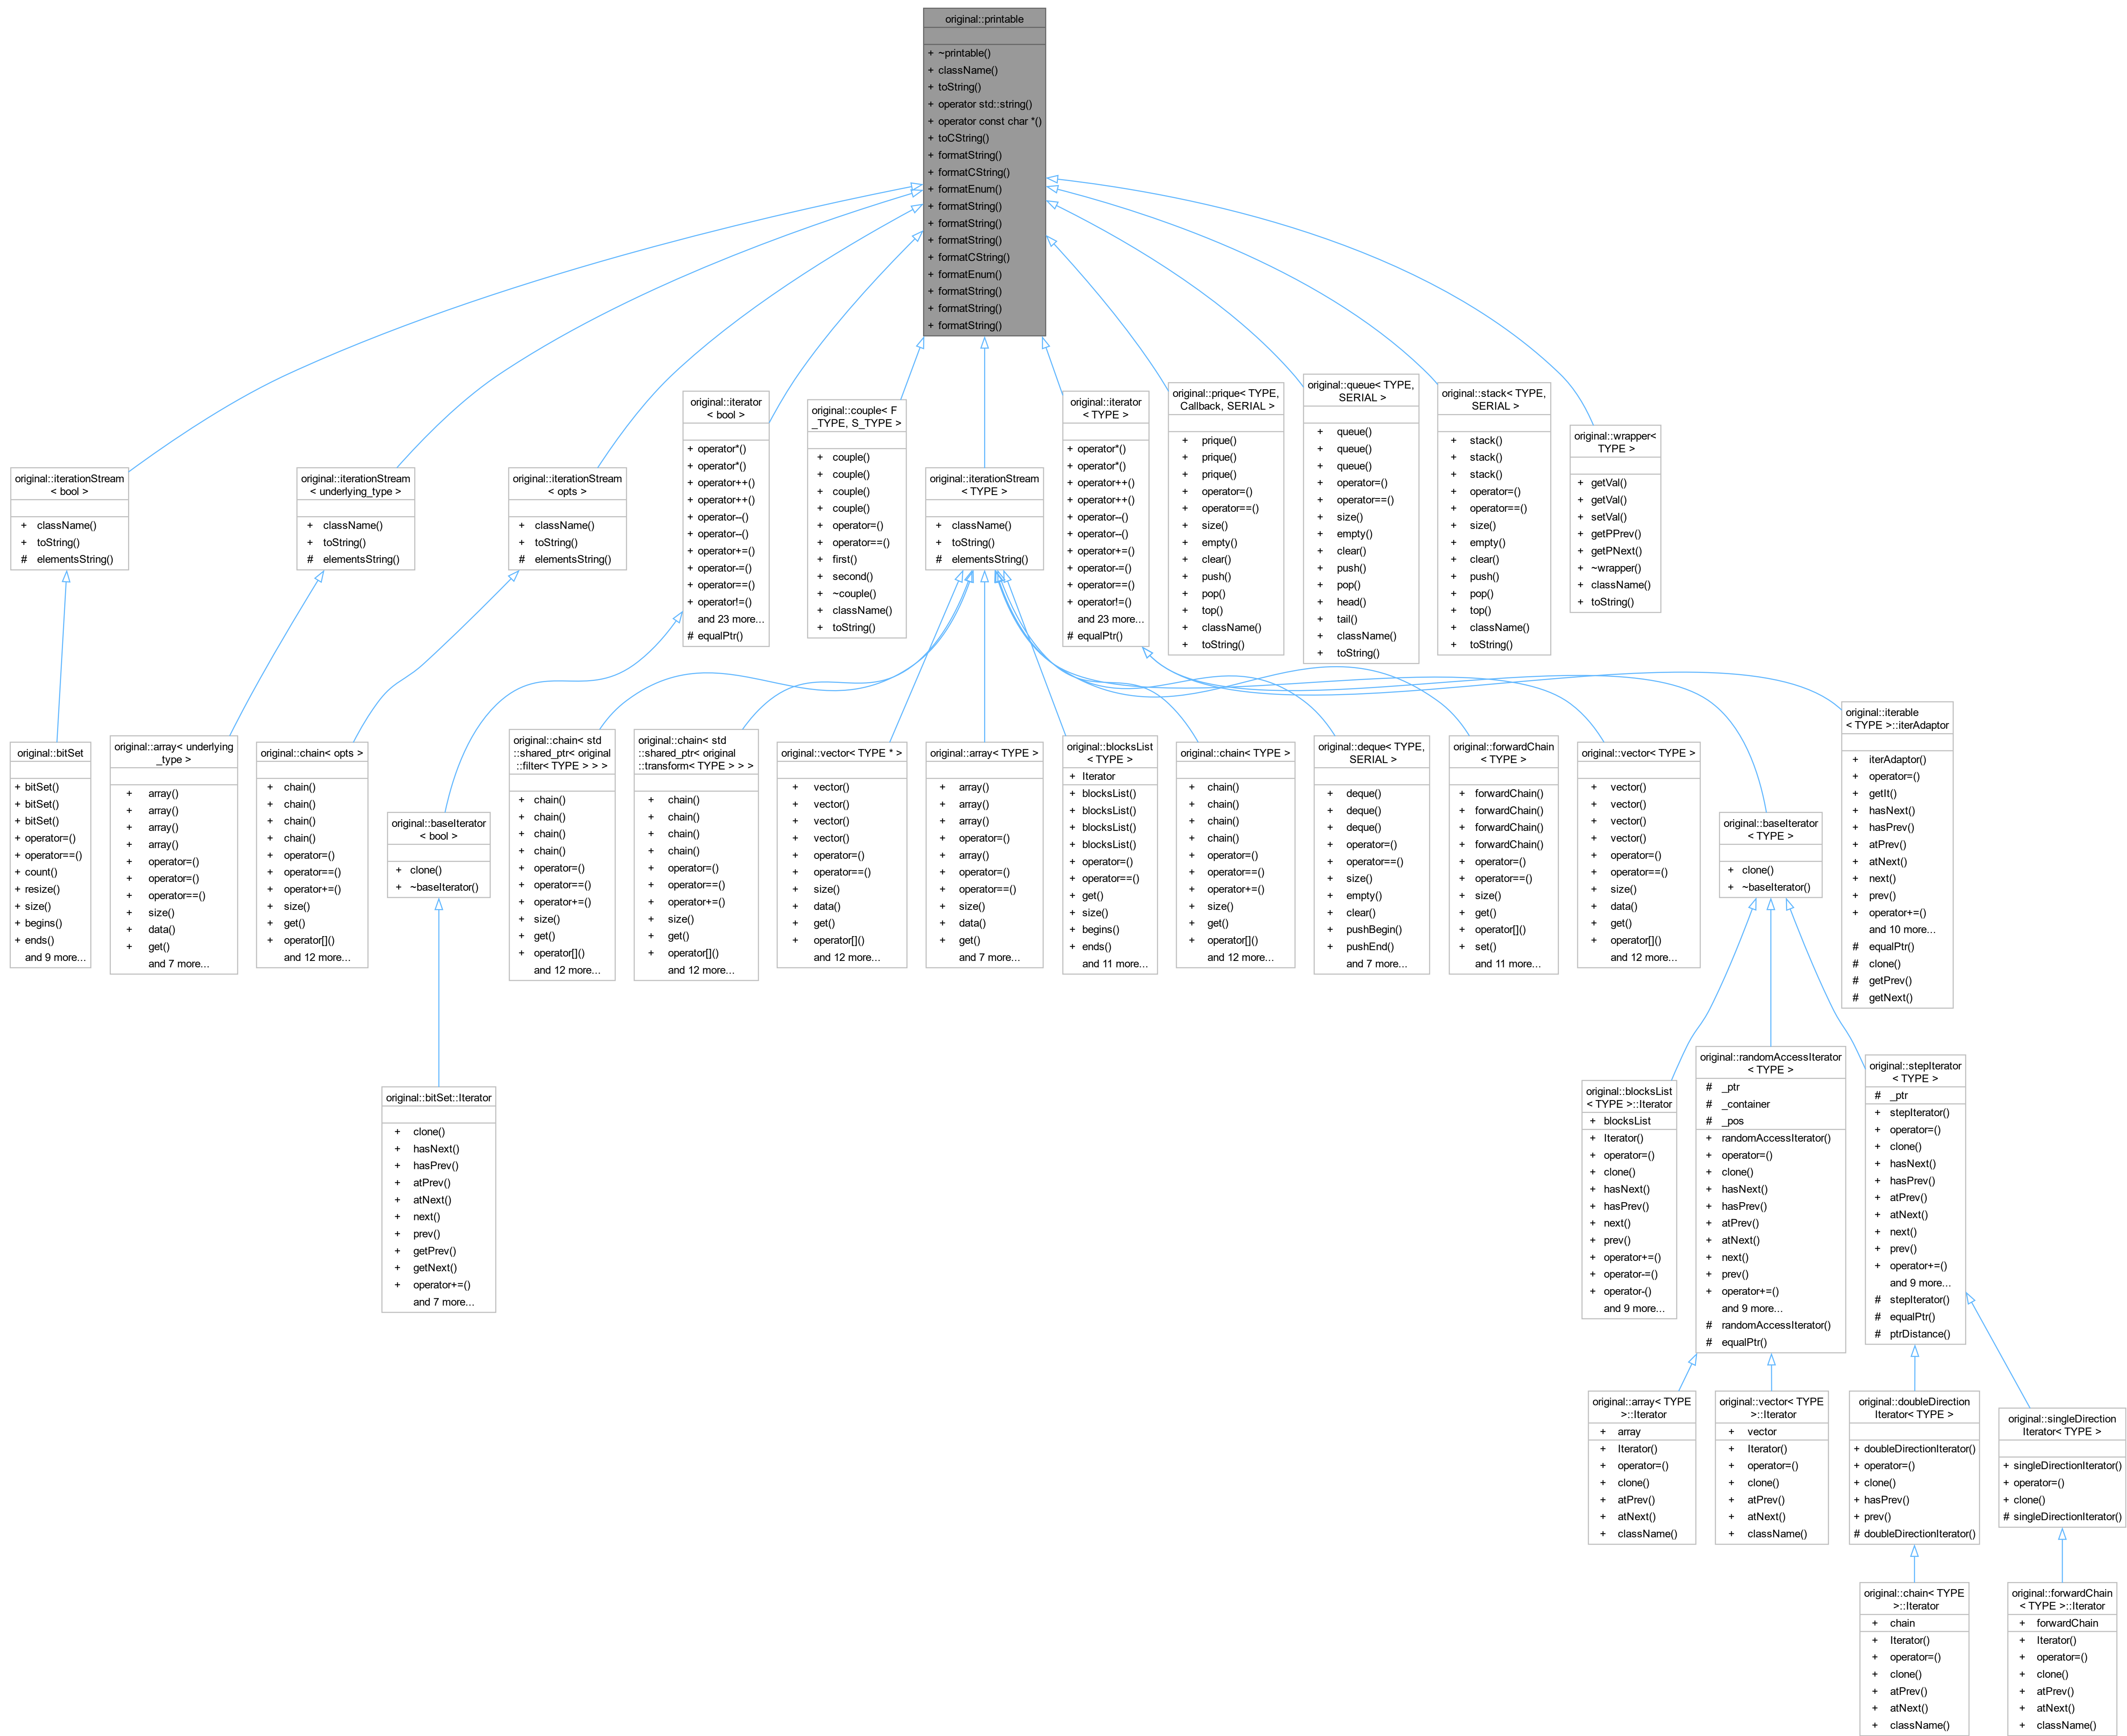 original::printable
+ ~printable()
+ className()
+ toString()
+ operator std::string()
+ operator const char *()
+ toCString()
+ formatString()
+ formatCString()
+ formatEnum()
+ formatString()
+ formatString()
+ formatString()
+ formatCString()
+ formatEnum()
+ formatString()
+ formatString()
+ formatString()
original::iterationStream
< bool >
+ className()
+ toString()
# elementsString()
original::iterationStream
< underlying_type >
+ className()
+ toString()
# elementsString()
original::iterationStream
< opts >
+ className()
+ toString()
# elementsString()
original::iterator
< bool >
+ operator*()
+ operator*()
+ operator++()
+ operator++()
+ operator--()
+ operator--()
+ operator+=()
+ operator-=()
+ operator==()
+ operator!=()
and 23 more...
# equalPtr()
original::couple< F
_TYPE, S_TYPE >
+ couple()
+ couple()
+ couple()
+ couple()
+ operator=()
+ operator==()
+ first()
+ second()
+ ~couple()
+ className()
+ toString()
original::iterationStream
< TYPE >
+ className()
+ toString()
# elementsString()
original::iterator
< TYPE >
+ operator*()
+ operator*()
+ operator++()
+ operator++()
+ operator--()
+ operator--()
+ operator+=()
+ operator-=()
+ operator==()
+ operator!=()
and 23 more...
# equalPtr()
original::prique< TYPE,
Callback, SERIAL >
+ prique()
+ prique()
+ prique()
+ operator=()
+ operator==()
+ size()
+ empty()
+ clear()
+ push()
+ pop()
+ top()
+ className()
+ toString()
original::queue< TYPE,
SERIAL >
+ queue()
+ queue()
+ queue()
+ operator=()
+ operator==()
+ size()
+ empty()
+ clear()
+ push()
+ pop()
+ head()
+ tail()
+ className()
+ toString()
original::stack< TYPE,
SERIAL >
+ stack()
+ stack()
+ stack()
+ operator=()
+ operator==()
+ size()
+ empty()
+ clear()
+ push()
+ pop()
+ top()
+ className()
+ toString()
original::wrapper<
TYPE >
+ getVal()
+ getVal()
+ setVal()
+ getPPrev()
+ getPNext()
+ ~wrapper()
+ className()
+ toString()
original::bitSet
+ bitSet()
+ bitSet()
+ bitSet()
+ operator=()
+ operator==()
+ count()
+ resize()
+ size()
+ begins()
+ ends()
and 9 more...
original::array< underlying
_type >
+ array()
+ array()
+ array()
+ array()
+ operator=()
+ operator=()
+ operator==()
+ size()
+ data()
+ get()
and 7 more...
original::chain< opts >
+ chain()
+ chain()
+ chain()
+ chain()
+ operator=()
+ operator==()
+ operator+=()
+ size()
+ get()
+ operator[]()
and 12 more...
original::baseIterator
< bool >
+ clone()
+ ~baseIterator()
original::chain< std
::shared_ptr< original
::filter< TYPE > > >
+ chain()
+ chain()
+ chain()
+ chain()
+ operator=()
+ operator==()
+ operator+=()
+ size()
+ get()
+ operator[]()
and 12 more...
original::chain< std
::shared_ptr< original
::transform< TYPE > > >
+ chain()
+ chain()
+ chain()
+ chain()
+ operator=()
+ operator==()
+ operator+=()
+ size()
+ get()
+ operator[]()
and 12 more...
original::vector< TYPE * >
+ vector()
+ vector()
+ vector()
+ vector()
+ operator=()
+ operator==()
+ size()
+ data()
+ get()
+ operator[]()
and 12 more...
original::array< TYPE >
+ array()
+ array()
+ array()
+ operator=()
+ array()
+ operator=()
+ operator==()
+ size()
+ data()
+ get()
and 7 more...
original::blocksList
< TYPE >
+ Iterator
+ blocksList()
+ blocksList()
+ blocksList()
+ blocksList()
+ operator=()
+ operator==()
+ get()
+ size()
+ begins()
+ ends()
and 11 more...
original::chain< TYPE >
+ chain()
+ chain()
+ chain()
+ chain()
+ operator=()
+ operator==()
+ operator+=()
+ size()
+ get()
+ operator[]()
and 12 more...
original::deque< TYPE,
SERIAL >
+ deque()
+ deque()
+ deque()
+ operator=()
+ operator==()
+ size()
+ empty()
+ clear()
+ pushBegin()
+ pushEnd()
and 7 more...
original::forwardChain
< TYPE >
+ forwardChain()
+ forwardChain()
+ forwardChain()
+ forwardChain()
+ operator=()
+ operator==()
+ size()
+ get()
+ operator[]()
+ set()
and 11 more...
original::vector< TYPE >
+ vector()
+ vector()
+ vector()
+ vector()
+ operator=()
+ operator==()
+ size()
+ data()
+ get()
+ operator[]()
and 12 more...
original::baseIterator
< TYPE >
+ clone()
+ ~baseIterator()
original::iterable
< TYPE >::iterAdaptor
+ iterAdaptor()
+ operator=()
+ getIt()
+ hasNext()
+ hasPrev()
+ atPrev()
+ atNext()
+ next()
+ prev()
+ operator+=()
and 10 more...
# equalPtr()
# clone()
# getPrev()
# getNext()
original::bitSet::Iterator
+ clone()
+ hasNext()
+ hasPrev()
+ atPrev()
+ atNext()
+ next()
+ prev()
+ getPrev()
+ getNext()
+ operator+=()
and 7 more...
original::blocksList
< TYPE >::Iterator
+ blocksList
+ Iterator()
+ operator=()
+ clone()
+ hasNext()
+ hasPrev()
+ next()
+ prev()
+ operator+=()
+ operator-=()
+ operator-()
and 9 more...
original::randomAccessIterator
< TYPE >
# _ptr
# _container
# _pos
+ randomAccessIterator()
+ operator=()
+ clone()
+ hasNext()
+ hasPrev()
+ atPrev()
+ atNext()
+ next()
+ prev()
+ operator+=()
and 9 more...
# randomAccessIterator()
# equalPtr()
original::stepIterator
< TYPE >
# _ptr
+ stepIterator()
+ operator=()
+ clone()
+ hasNext()
+ hasPrev()
+ atPrev()
+ atNext()
+ next()
+ prev()
+ operator+=()
and 9 more...
# stepIterator()
# equalPtr()
# ptrDistance()
original::array< TYPE
>::Iterator
+ array
+ Iterator()
+ operator=()
+ clone()
+ atPrev()
+ atNext()
+ className()
original::vector< TYPE
>::Iterator
+ vector
+ Iterator()
+ operator=()
+ clone()
+ atPrev()
+ atNext()
+ className()
original::doubleDirection
Iterator< TYPE >
+ doubleDirectionIterator()
+ operator=()
+ clone()
+ hasPrev()
+ prev()
# doubleDirectionIterator()
original::singleDirection
Iterator< TYPE >
+ singleDirectionIterator()
+ operator=()
+ clone()
# singleDirectionIterator()
original::chain< TYPE
>::Iterator
+ chain
+ Iterator()
+ operator=()
+ clone()
+ atPrev()
+ atNext()
+ className()
original::forwardChain
< TYPE >::Iterator
+ forwardChain
+ Iterator()
+ operator=()
+ clone()
+ atPrev()
+ atNext()
+ className()